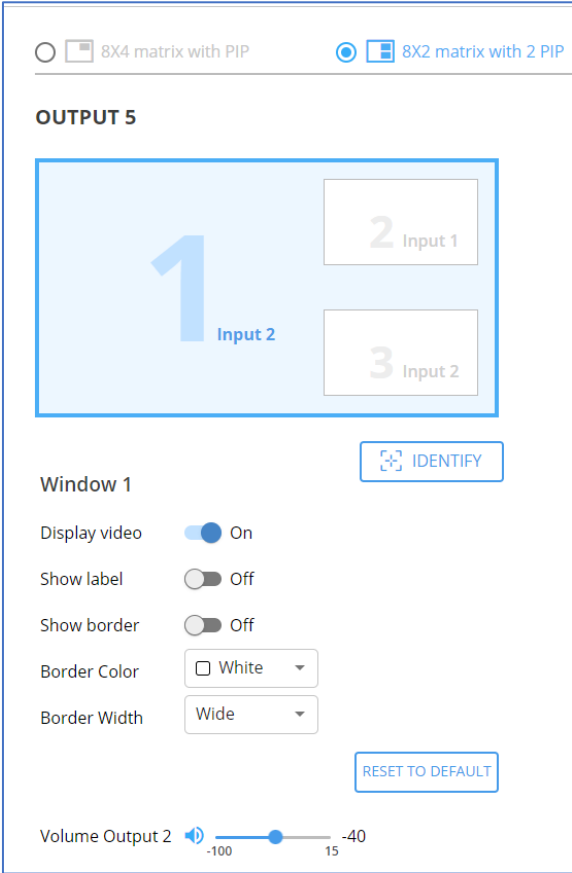 8X4 matrix with PIP
8X2 matrix with 2 PIP
OUTPUT 5
1 Input 2
2 Input 1
3 Input 2
IDENTIFY
Window 1
Display video On
Show label Off
Show border Off
Border Color White
Border Width Wide
RESET TO DEFAULT
Volume Output 2 -40
-100 15